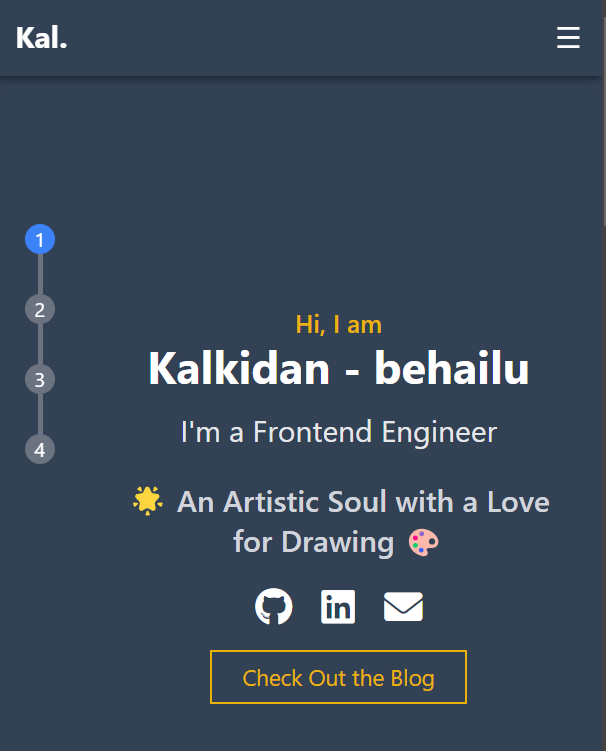 Kal.
1
2
3
4
Hi, I am
Kalkidan - behailu
I'm a Frontend Engineer
🌟 An Artistic Soul with a Love
for Drawing 🎨
in
Check Out the Blog